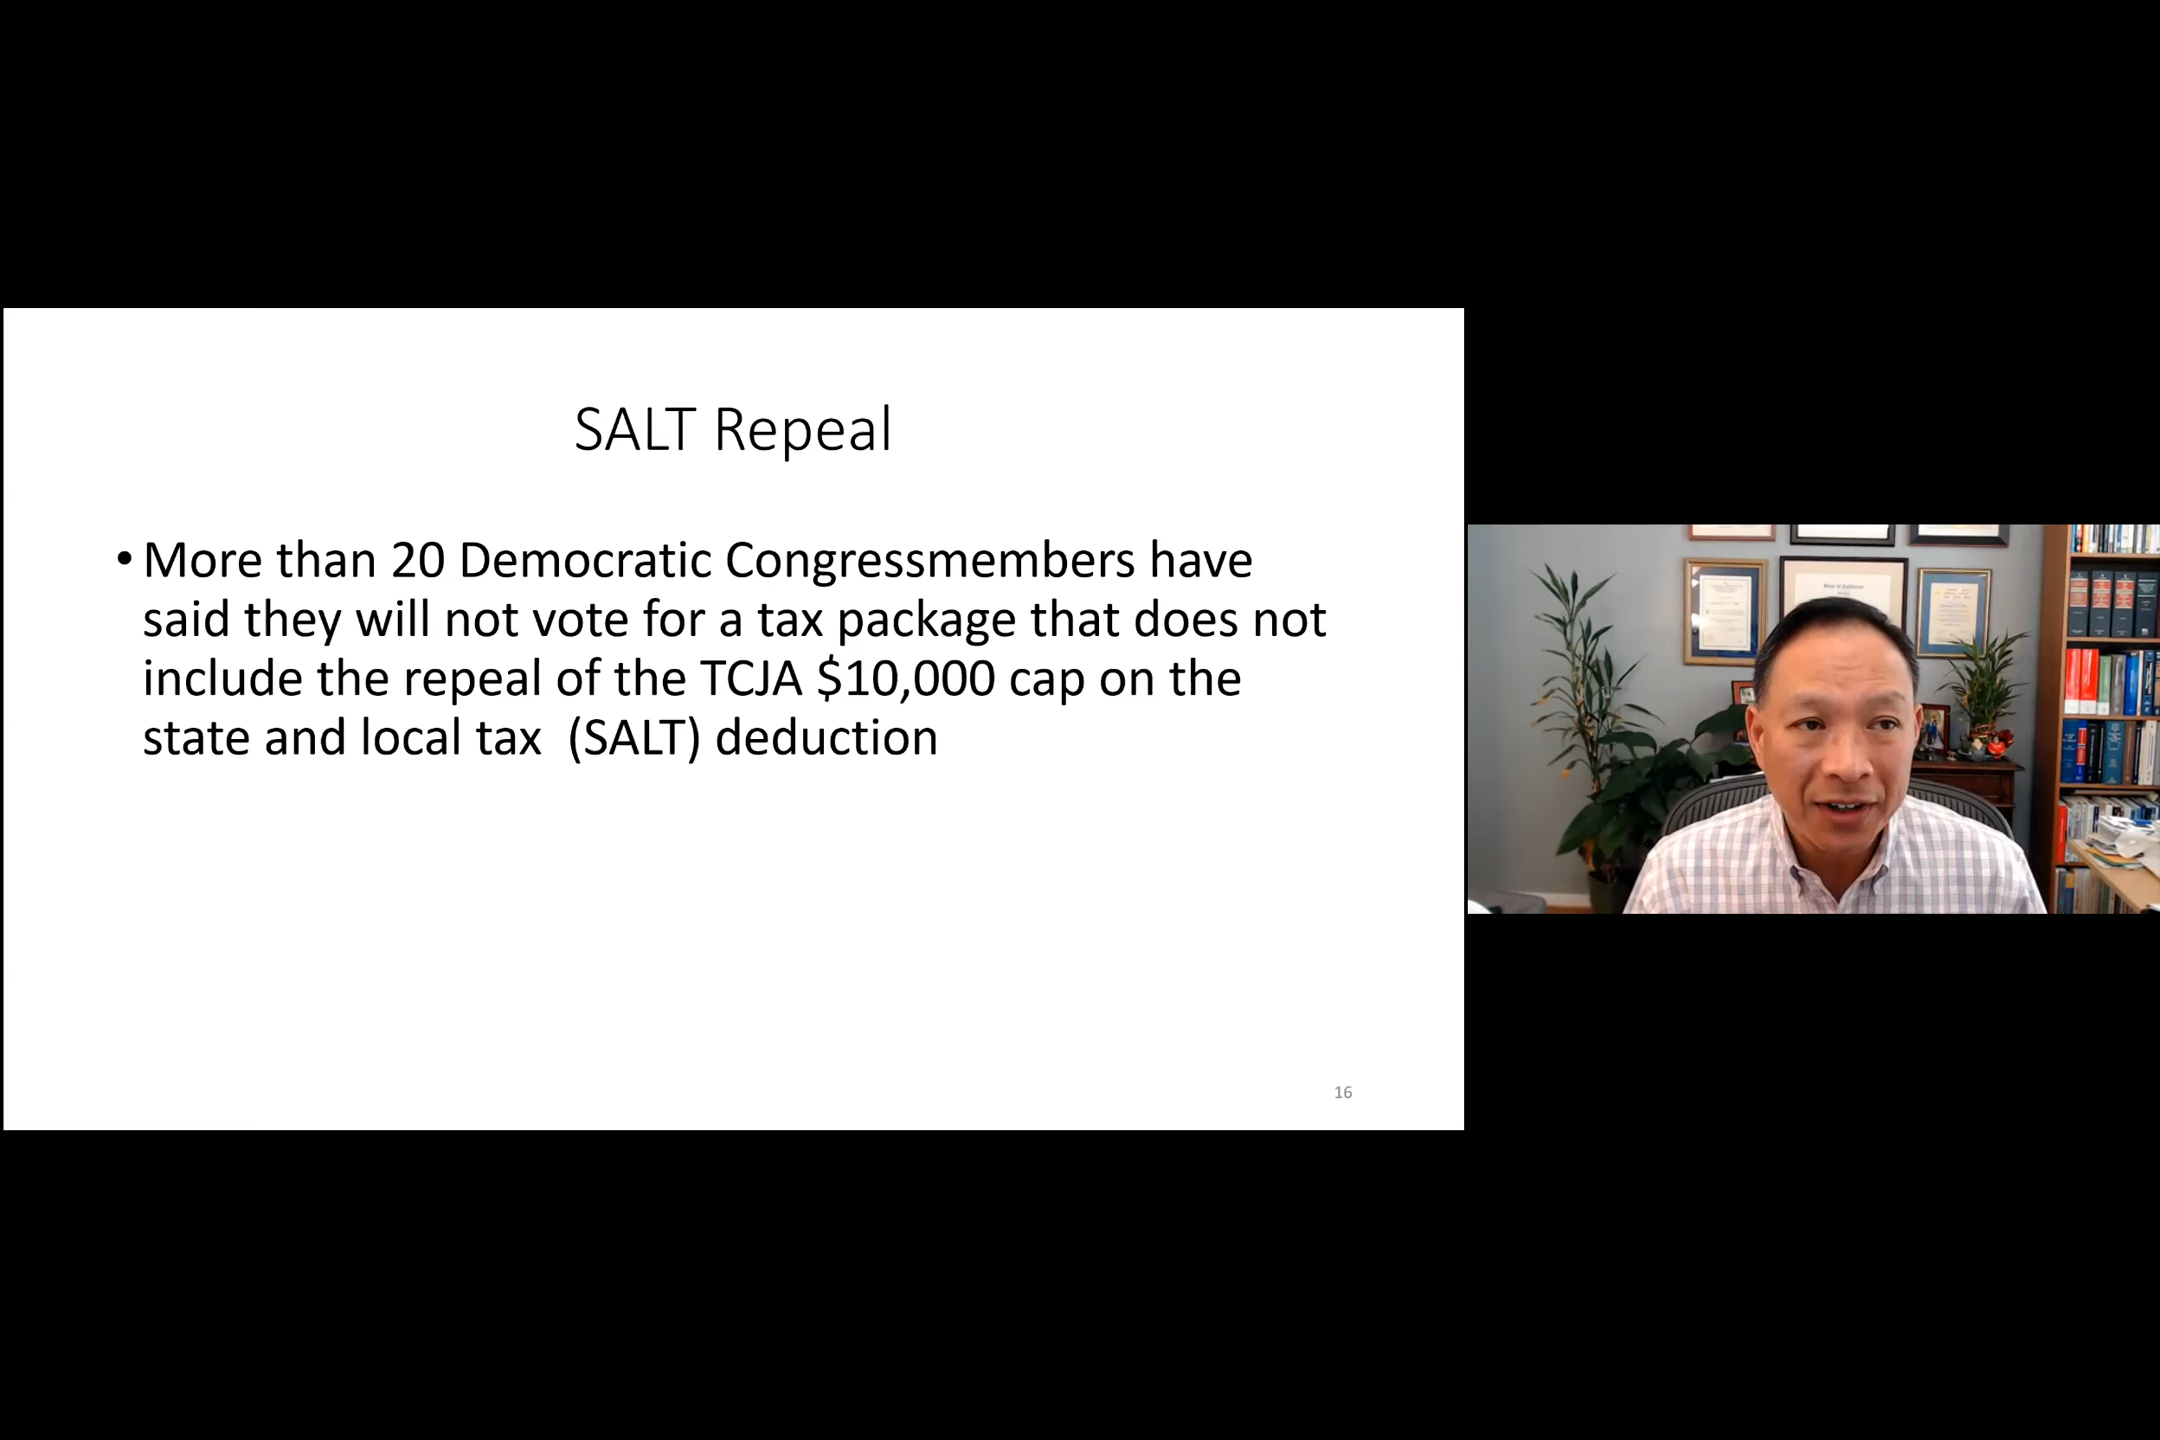 SALT Repeal
• More than 20 Democratic Congressmembers have
said they will not vote for a tax package that does not
include the repeal of the TCJA $10,000 cap on the
state and local tax  (SALT) deduction
16